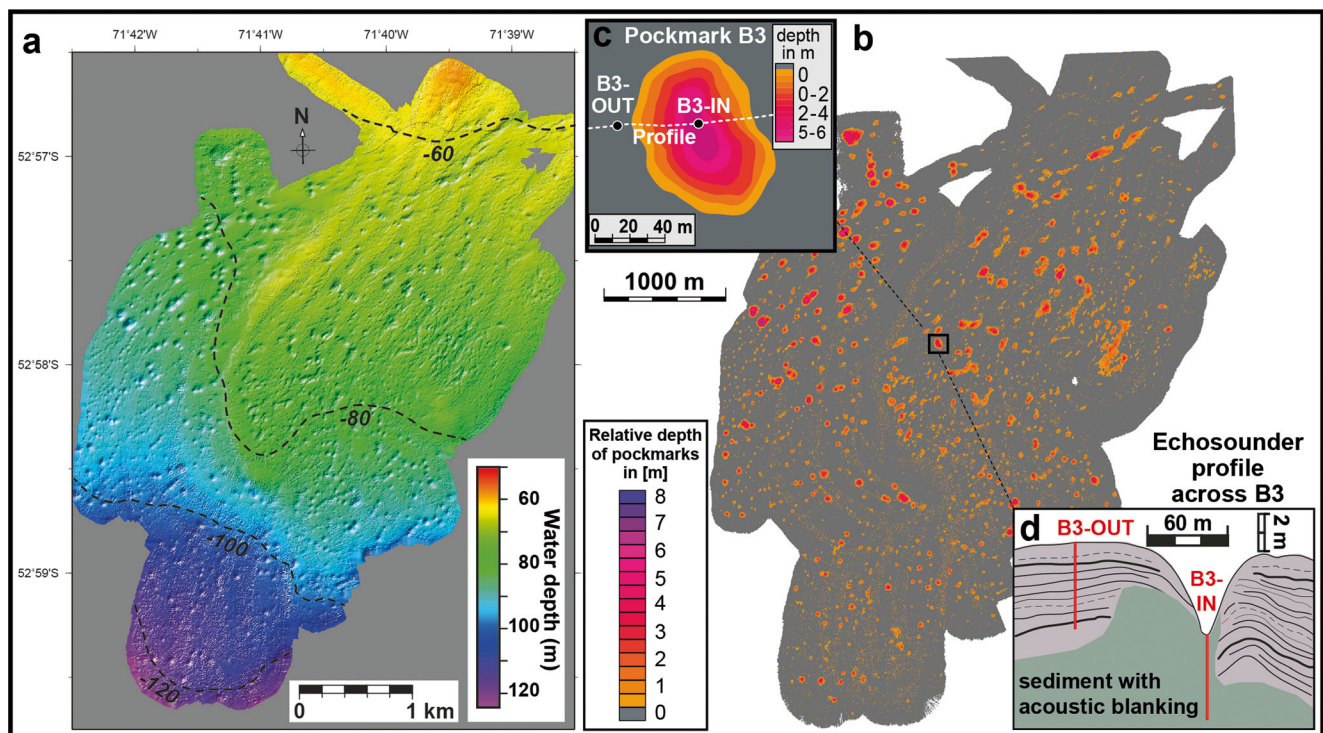 a
71°42'W
71°41'W
71°40'W
71°39'W
52°57'S
52°58'S
52°59'S
N
-60
-80
-100
-120
Water depth (m)
60
80
100
120
0
1 km
c
Pockmark B3
B3-
OUT
B3-IN
Profile
depth
in m
0
0-2
2-4
5-6
0 20 40 m
1000 m
b
Relative depth
of pockmarks
in [m]
8
7
6
5
4
3
2
1
0
Echosounder
profile
across B3
d
B3-OUT
60 m
2 m
B3-
IN
sediment with
acoustic blanking